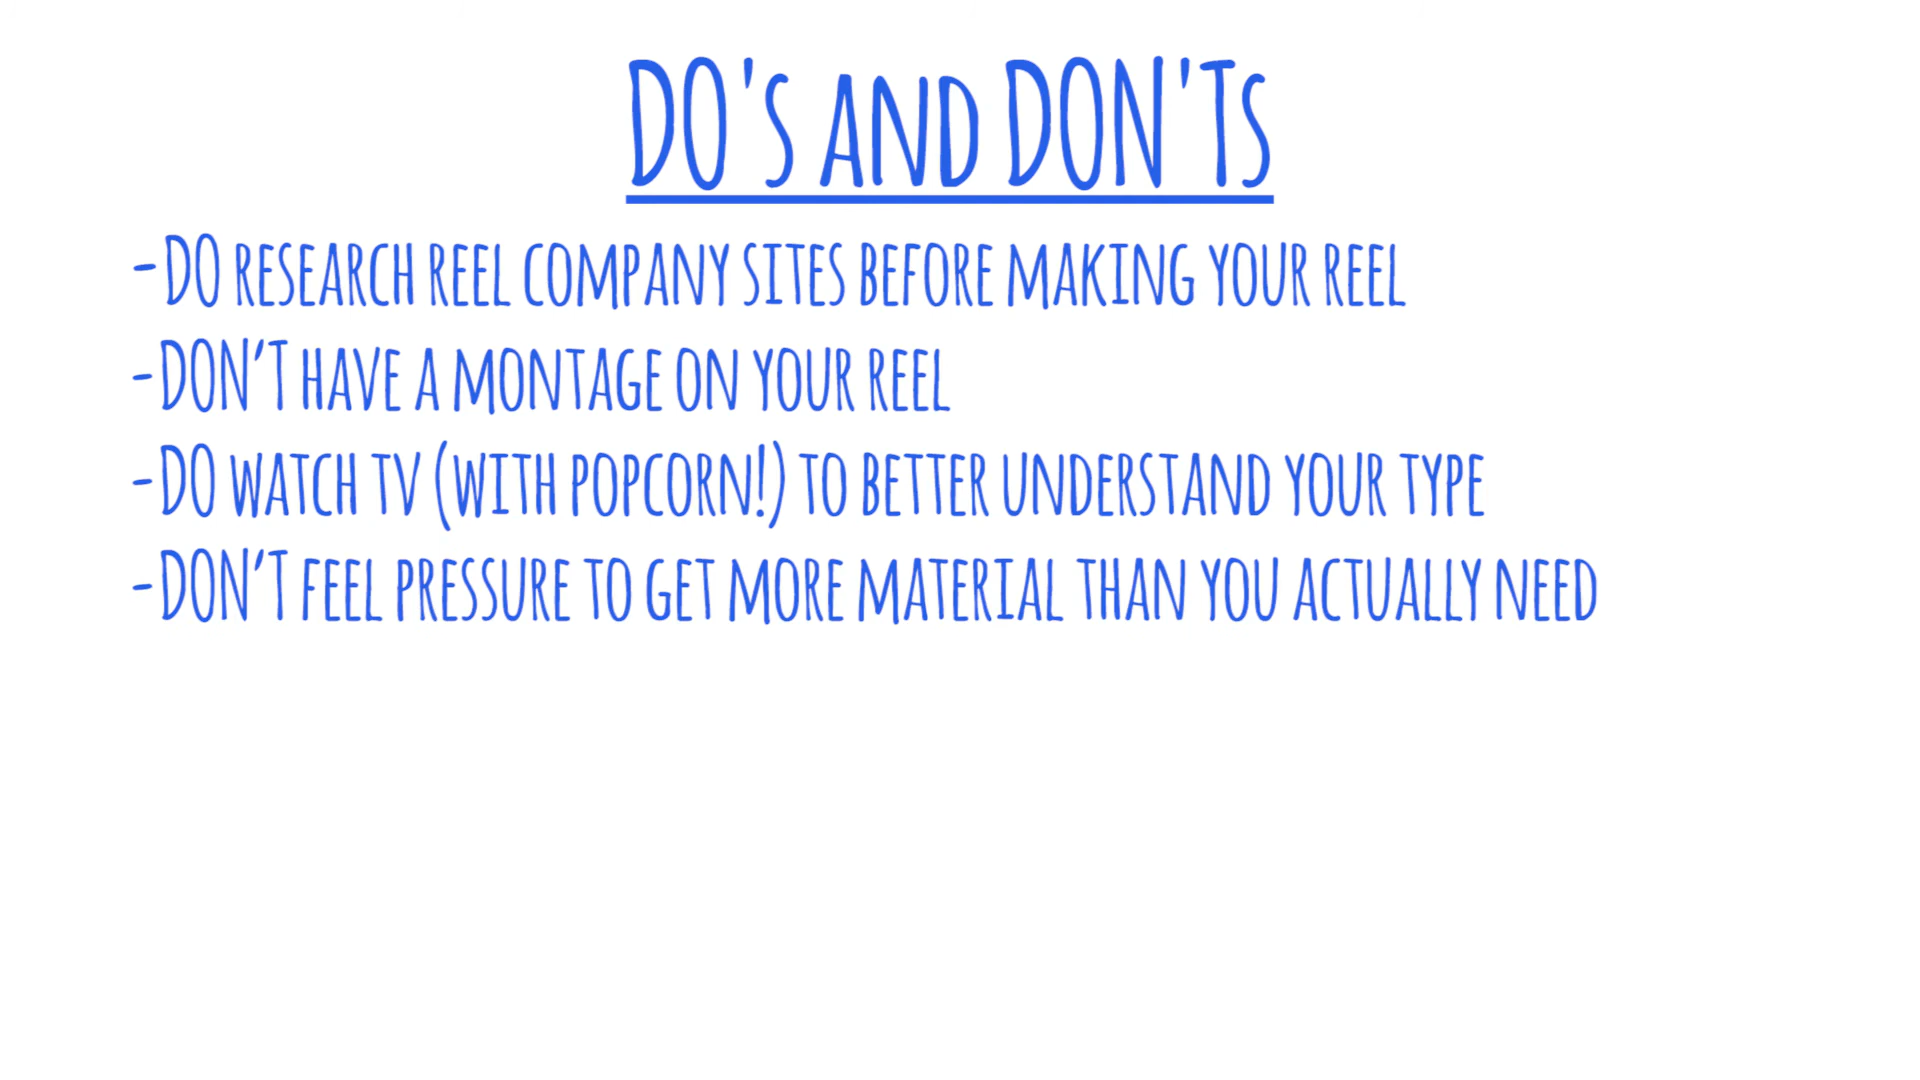 DO's AND DON'Ts
-DO RESEARCH REEL COMPANY SITES BEFORE MAKING YOUR REEL
-DON’T HAVE A MONTAGE ON YOUR REEL
-DO WATCH TV (WITH POPCORN!) TO BETTER UNDERSTAND YOUR TYPE
-DON’T FEEL PRESSURE TO GET MORE MATERIAL THAN YOU ACTUALLY NEED